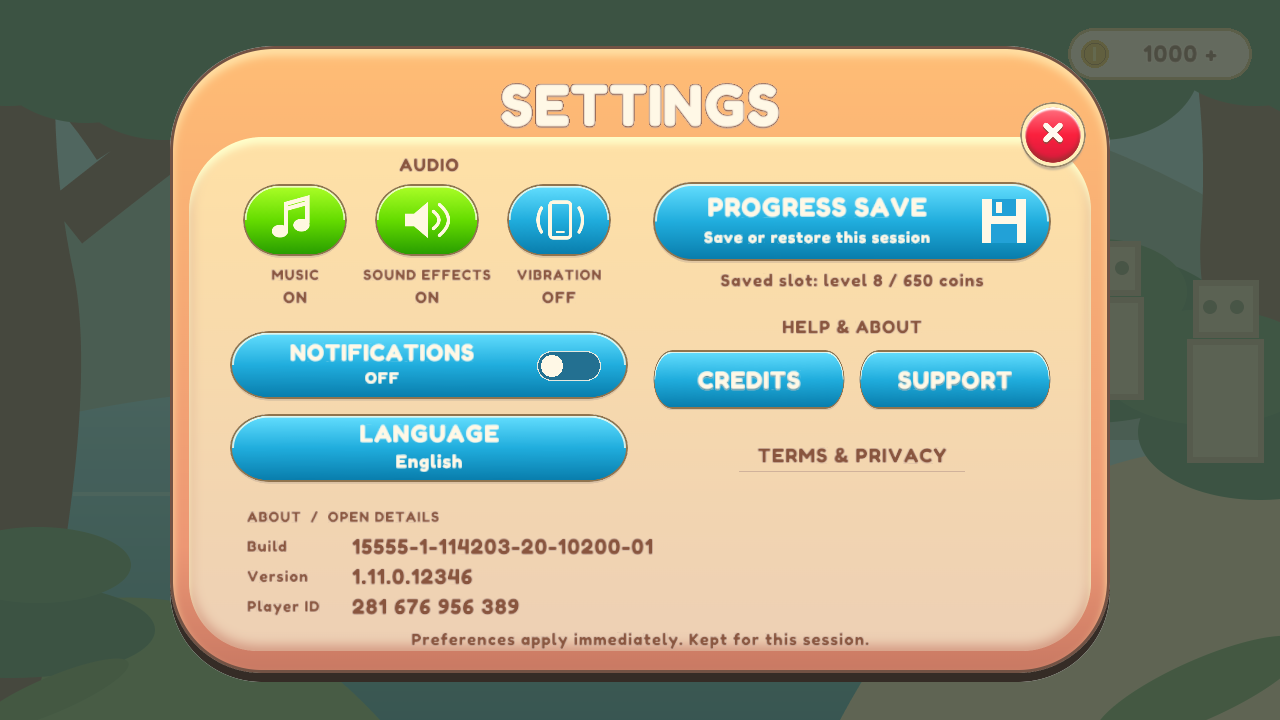 1000 +
SETTINGS
AUDIO
MUSIC
ON
SOUND EFFECTS
ON
VIBRATION
OFF
NOTIFICATIONS
OFF
LANGUAGE
English
PROGRESS SAVE
Save or restore this session
Saved slot: level 8 / 650 coins
HELP & ABOUT
CREDITS
SUPPORT
TERMS & PRIVACY
ABOUT / OPEN DETAILS
Build 15555-1-114203-20-10200-01
Version 1.11.0.12346
Player ID 281 676 956 389
Preferences apply immediately. Kept for this session.